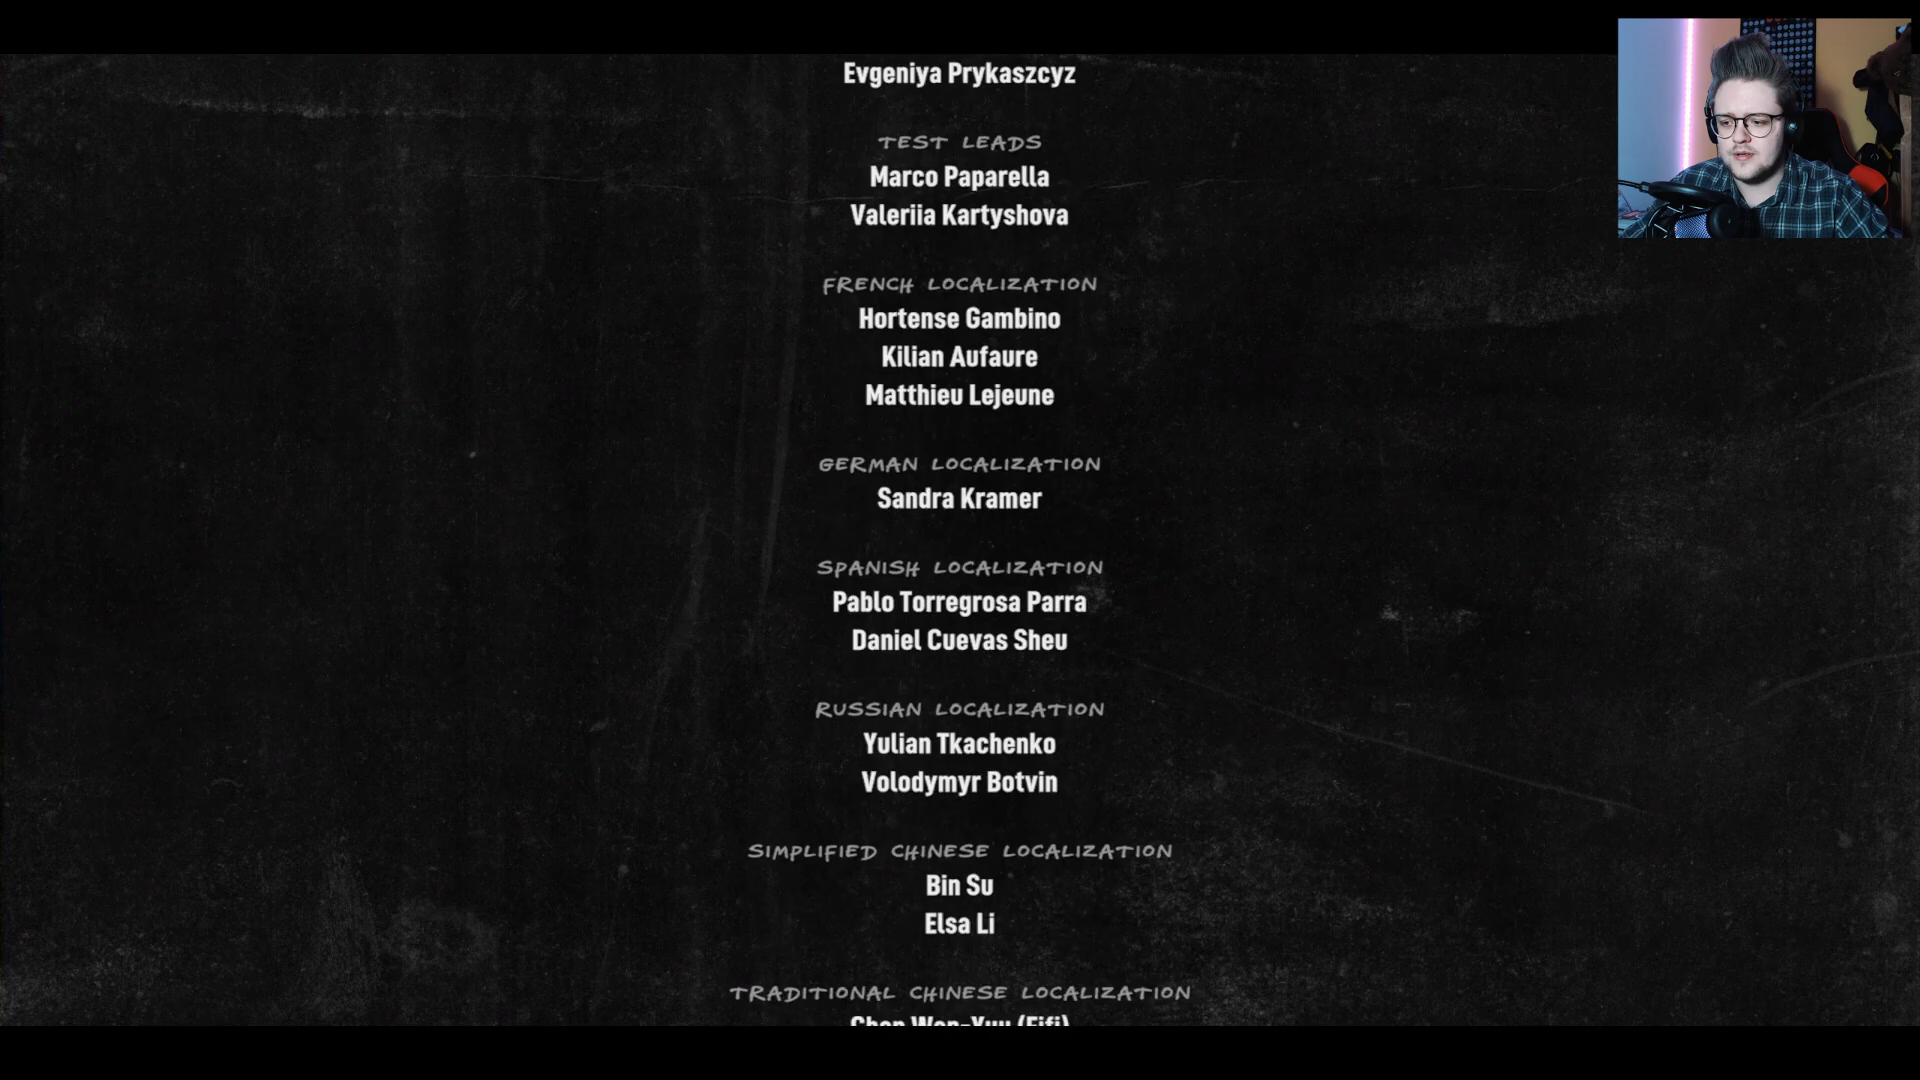 Evgeniya Prykaszcyz
TEST LEADS
Marco Paparella
Valeriia Kartyshova
FRENCH LOCALIZATION
Hortense Gambino
Kilian Aufaure
Matthieu Lejeune
GERMAN LOCALIZATION
Sandra Kramer
SPANISH LOCALIZATION
Pablo Torregrosa Parra
Daniel Cuevas Sheu
RUSSIAN LOCALIZATION
Yulian Tkachenko
Volodymyr Botvin
SIMPLIFIED CHINESE LOCALIZATION
Bin Su
Elsa Li
TRADITIONAL CHINESE LOCALIZATION